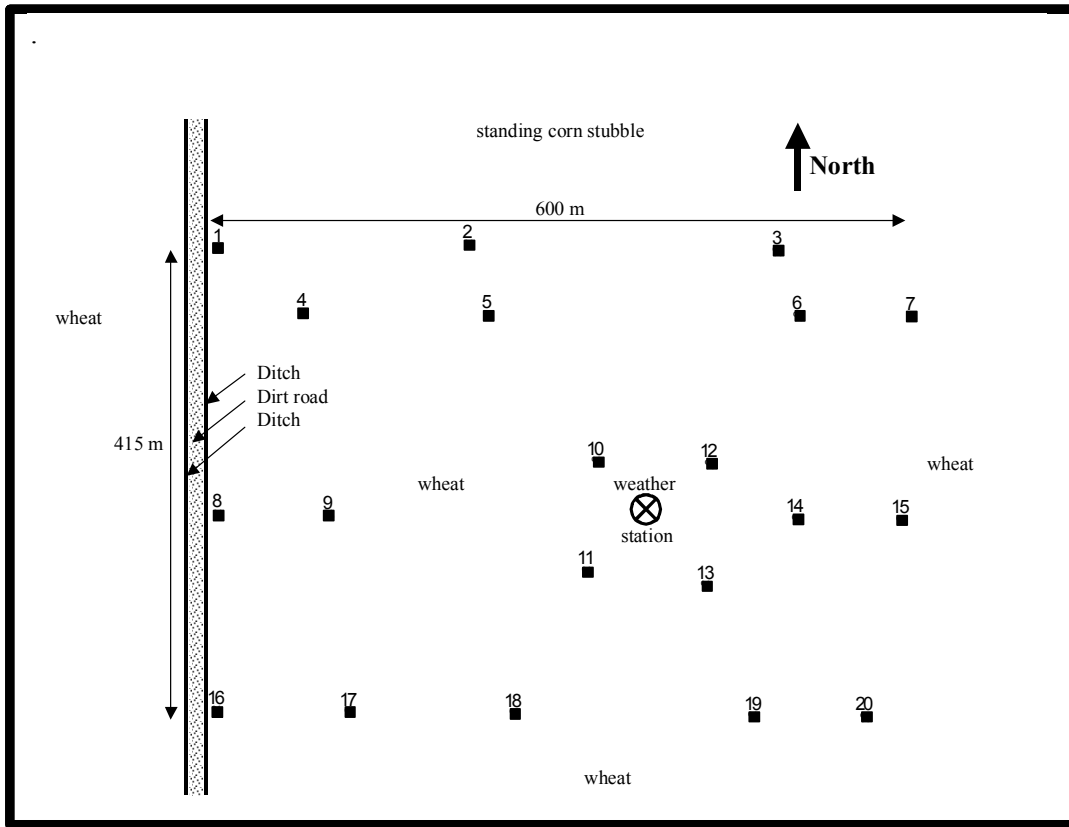 standing corn stubble
North
600 m
1
2
3
4
5
6
7
wheat
Ditch
Dirt road
Ditch
415 m
10
12
wheat
weather
wheat
8
9
14
15
station
11
13
16
17
18
19
20
wheat